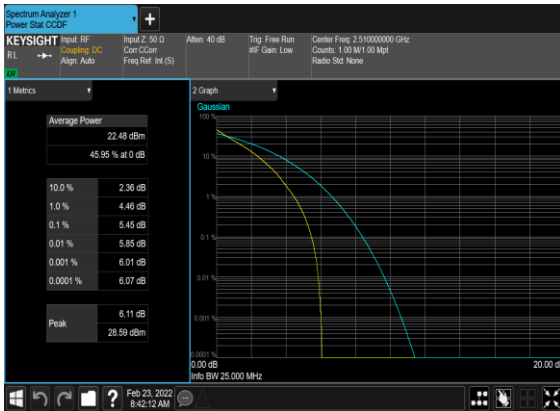 Spectrum Analyzer 1
Power Stat CCDF
+
KEYSIGHT
RL
LM
Input: RF
Coupling: DC
Align: Auto
Input Z: 50 Ω
Corr CCorr
Freq Ref: Int (S)
Atten: 40 dB
Trig: Free Run
#IF Gain: Low
Center Freq: 2.510000000 GHz
Counts: 1.00 M/1.00 Mpt
Radio Std: None
1 Metrics
Average Power
22.48 dBm
45.95 % at 0 dB
10.0 % 2.36 dB
1.0 % 4.46 dB
0.1 % 5.45 dB
0.01 % 5.85 dB
0.001 % 6.01 dB
0.0001 % 6.07 dB
Peak
6.11 dB
28.59 dBm
2 Graph
Gaussian
100 %
10 %
1 %
0.1 %
0.01 %
0.001 %
0.0001 %
0.00 dB
20.00 d
Info BW 25.000 MHz
?
Feb 23, 2022
8:42:12 AM